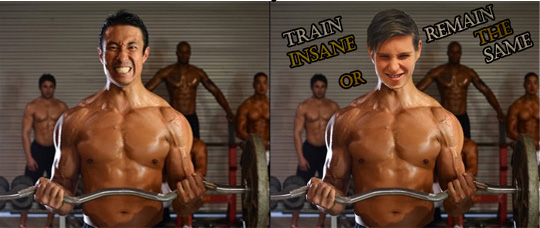 TRAIN
INSANE
OR
REMAIN
THE
SAME